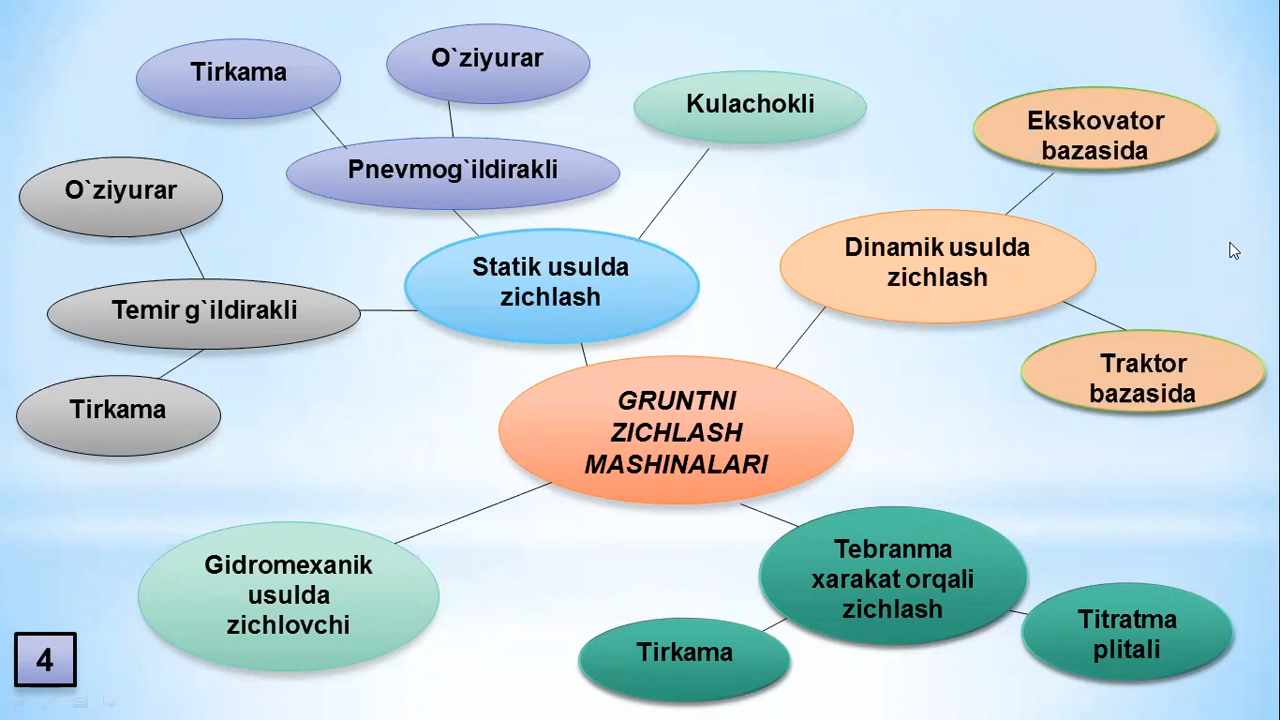 Tirkama
O`ziyurar
Kulachokli
Ekskovator
bazasida
Pnevmog`ildirakli
O`ziyurar
Statik usulda
zichlash
Dinamik usulda
zichlash
Temir g`ildirakli
Traktor
bazasida
Tirkama
GRUNTNI
ZICHLASH
MASHINALARI
Gidromexanik
usulda
zichlovchi
Tebranma
xarakat orqali
zichlash
Titratma
plitali
Tirkama
4